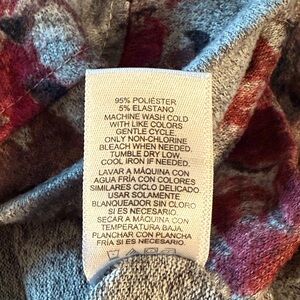 95% POLIÉSTER
5% ELASTANO
MACHINE WASH COLD
WITH LIKE COLORS
GENTLE CYCLE.
ONLY NON-CHLORINE
BLEACH WHEN NEEDED.
TUMBLE DRY LOW.
COOL IRON IF NEEDED.
LAVAR A MÁQUINA CON
AGUA FRÍA CON COLORES
SIMILARES CICLO DELICADO.
USAR SOLAMENTE
BLANQUEADOR SIN CLORO
SI ES NECESARIO.
SECAR A MÁQUINA CON
TEMPERATURA BAJA.
PLANCHAR CON PLANCHA
FRÍA SI ES NECESARIO.